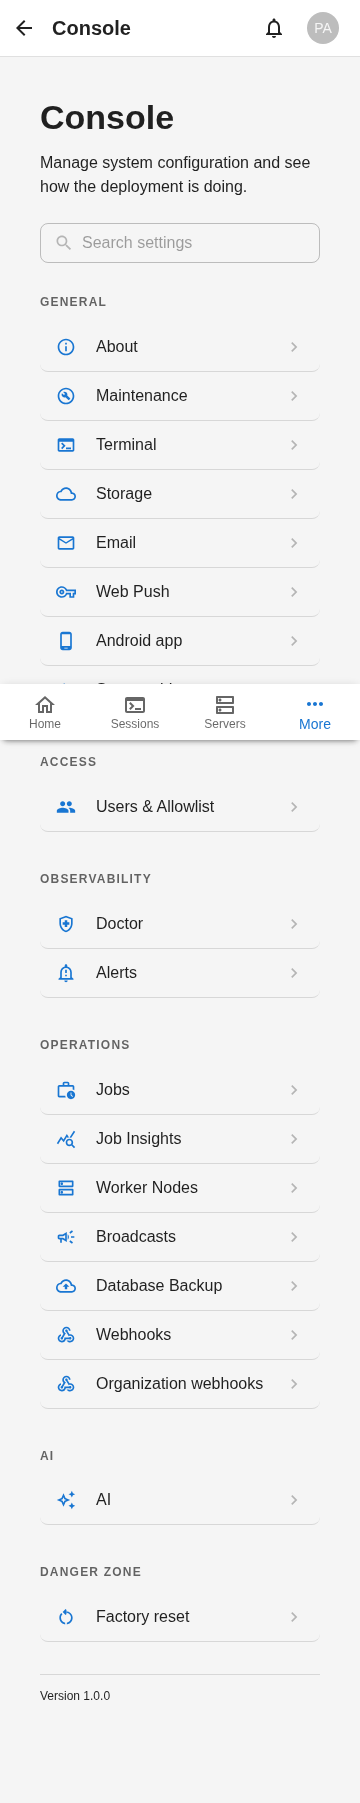 Console
PA
Console
Manage system configuration and see
how the deployment is doing.
Search settings
GENERAL
About
Maintenance
Terminal
Storage
Email
Web Push
Android app
Home
Sessions
Servers
More
ACCESS
Users & Allowlist
OBSERVABILITY
Doctor
Alerts
OPERATIONS
Jobs
Job Insights
Worker Nodes
Broadcasts
Database Backup
Webhooks
Organization webhooks
AI
AI
DANGER ZONE
Factory reset
Version 1.0.0